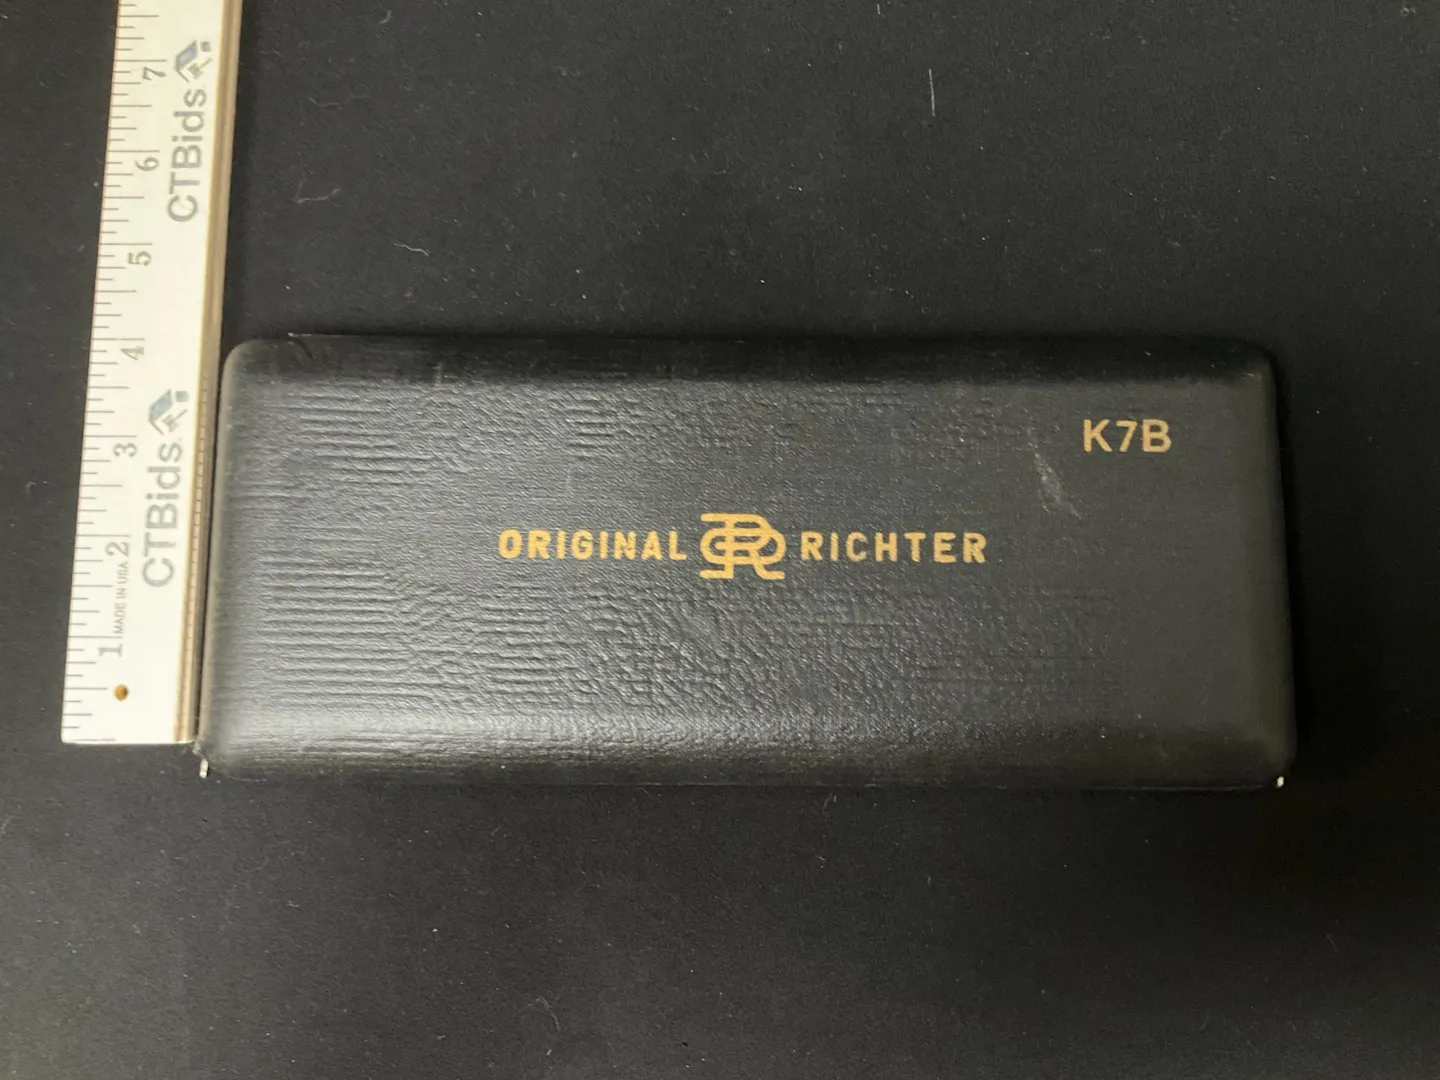 7
CTBids
6
5
4
3
CTBids
2
MADE IN USA
1
K7B
ORIGINAL R RICHTER